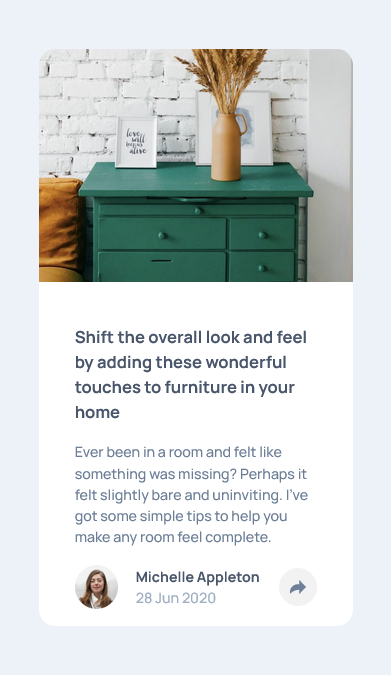 love
will
keep us
alive
Shift the overall look and feel
by adding these wonderful
touches to furniture in your
home
Ever been in a room and felt like
something was missing? Perhaps it
felt slightly bare and uninviting. I've
got some simple tips to help you
make any room feel complete.
Michelle Appleton
28 Jun 2020